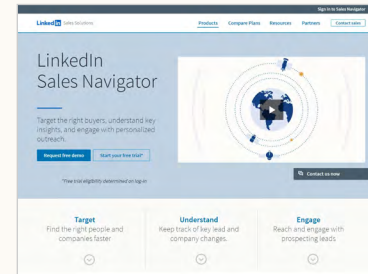 Sign in to Sales Navigator
LinkedIn Sales Solutions
Products Compare Plans Resources Partners Contact sales
LinkedIn
Sales Navigator
Target the right buyers, understand key
insights, and engage with personalized
outreach.
Request free demo Start your free trial*
Contact us now
*Free trial eligibility determined on log-in
Target
Find the right people and
companies faster
Understand
Keep track of key lead and
company changes.
Engage
Reach and engage with
prospecting leads